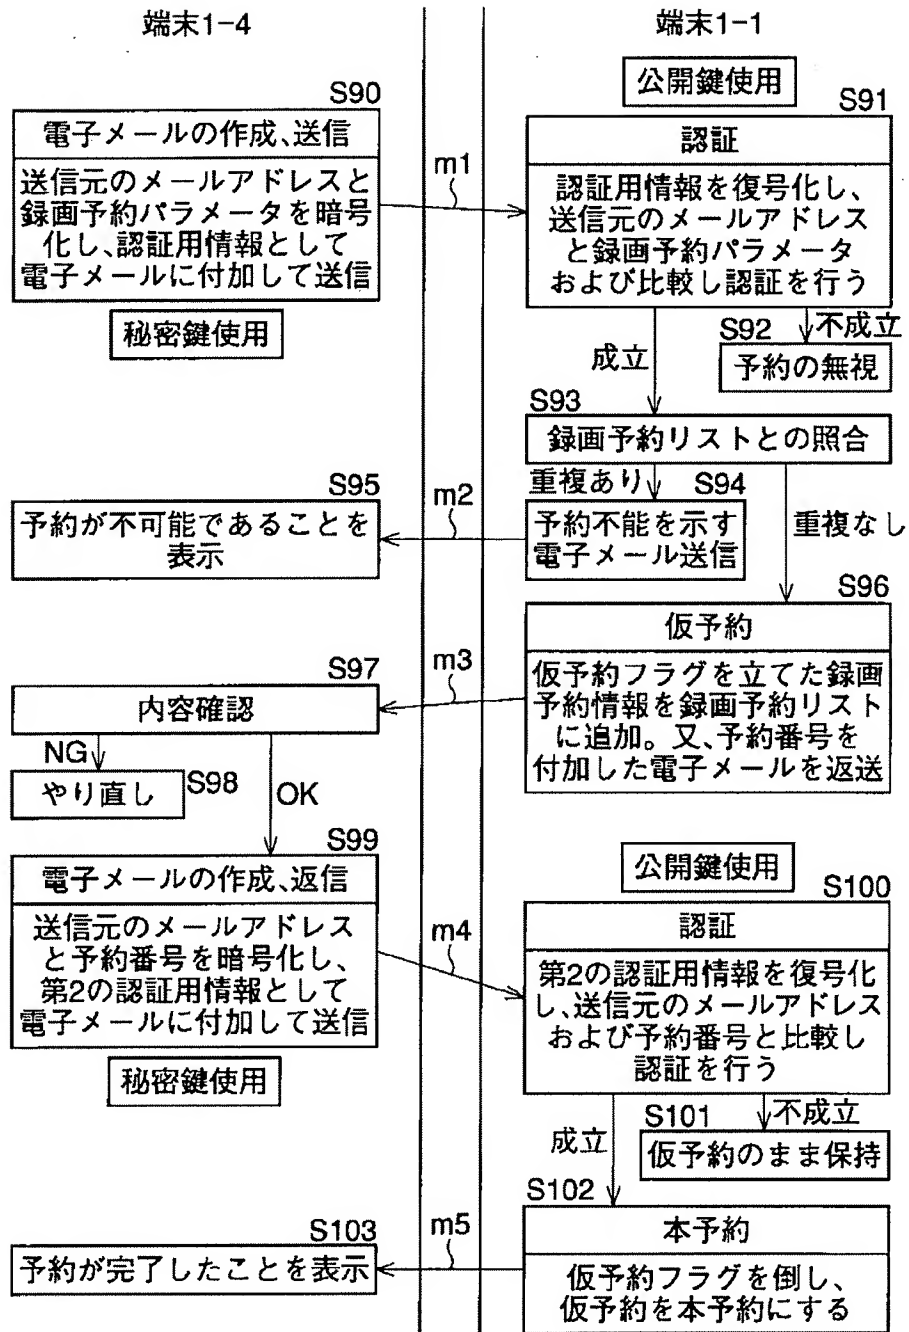 端末1-4
端末1-1
公開鍵使用
S90
電子メールの作成、送信
送信元のメールアドレスと
録画予約パラメータを暗号
化し、認証用情報として
電子メールに付加して送信
秘密鍵使用
m1
S91
認証
認証用情報を復号化し、
送信元のメールアドレス
と録画予約パラメータ
および比較し認証を行う
S92
不成立
予約の無視
成立
S93
録画予約リストとの照合
重複あり
S94
予約不能を示す
電子メール送信
重複なし
m2
S95
予約が不可能であることを
表示
S96
仮予約
仮予約フラグを立てた録画
予約情報を録画予約リスト
に追加。又、予約番号を
付加した電子メールを返送
m3
S97
内容確認
NG
やり直し
S98
OK
S99
電子メールの作成、返信
送信元のメールアドレス
と予約番号を暗号化し、
第2の認証用情報として
電子メールに付加して送信
秘密鍵使用
m4
公開鍵使用
S100
認証
第2の認証用情報を復号化
し、送信元のメールアドレス
および予約番号と比較し
認証を行う
S101
不成立
仮予約のまま保持
成立
S102
本予約
仮予約フラグを倒し、
仮予約を本予約にする
m5
S103
予約が完了したことを表示